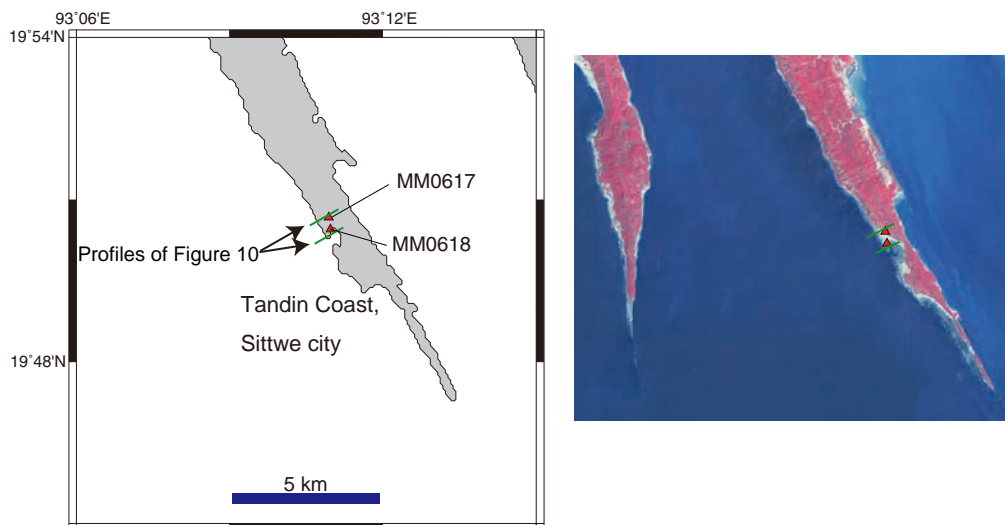 93°06'E
93°12'E
19°54'N
MM0617
MM0618
Profiles of Figure 10
Tandin Coast,
Sittwe city
19°48'N
5 km